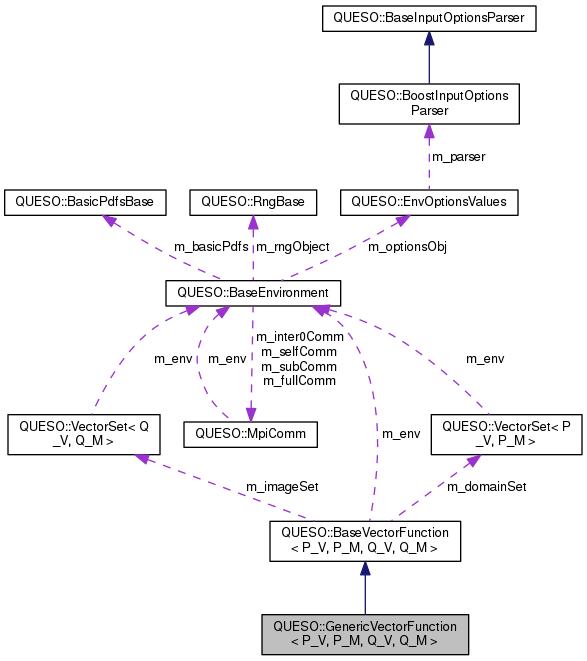 QUESO::BaseInputOptionsParser
QUESO::BoostInputOptions
Parser
m_parser
QUESO::BasicPdfsBase
QUESO::RngBase
QUESO::EnvOptionsValues
m_basicPdfs
m_rngObject
m_optionsObj
QUESO::BaseEnvironment
m_inter0Comm
m_selfComm
m_subComm
m_fullComm
m_env
m_env
m_env
QUESO::VectorSet< Q
_V, Q_M >
QUESO::MpiComm
QUESO::VectorSet< P
_V, P_M >
m_env
m_imageSet
m_domainSet
QUESO::BaseVectorFunction
< P_V, P_M, Q_V, Q_M >
QUESO::GenericVectorFunction
< P_V, P_M, Q_V, Q_M >